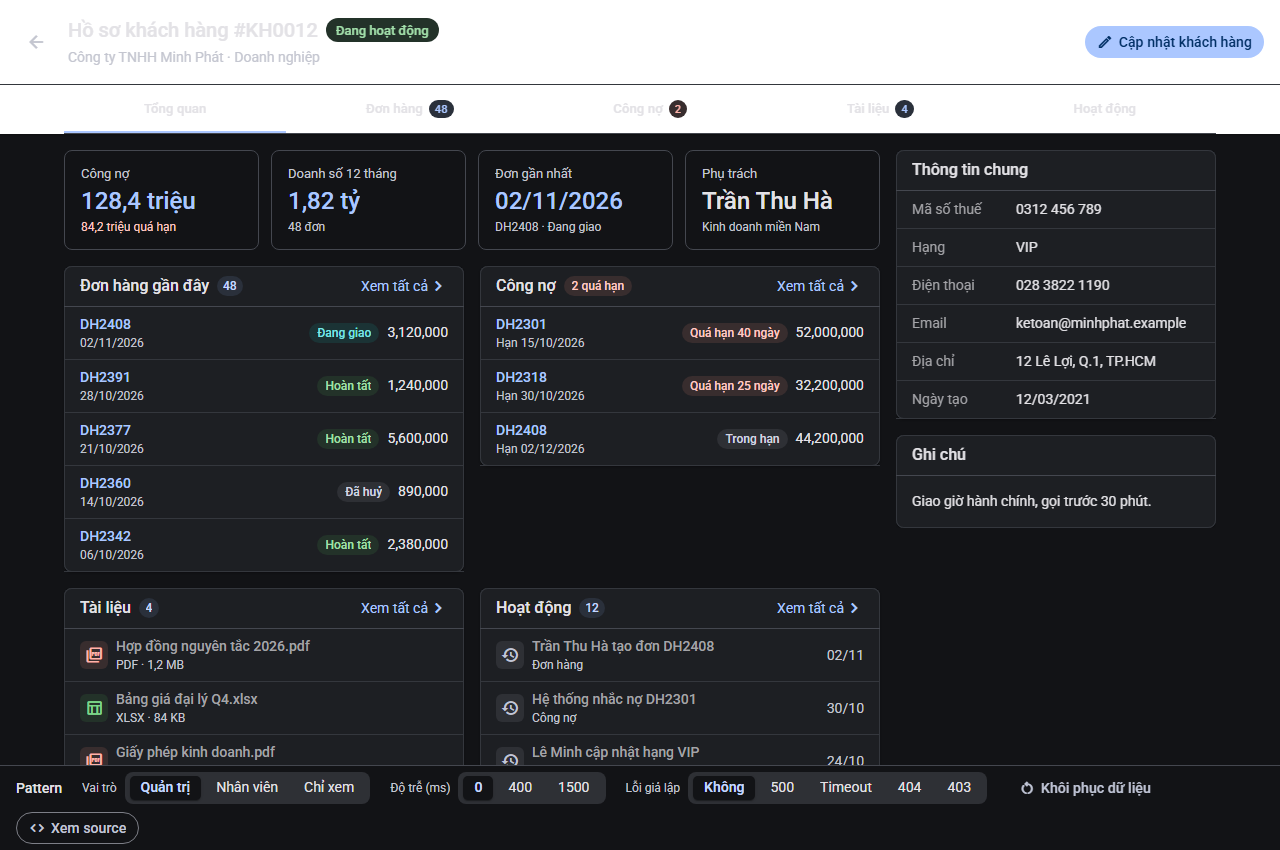 Hồ sơ khách hàng #KH0012 Đang hoạt động
Công ty TNHH Minh Phát · Doanh nghiệp
Cập nhật khách hàng
Tổng quan
Đơn hàng 48
Công nợ 2
Tài liệu 4
Hoạt động
Công nợ
128,4 triệu
84,2 triệu quá hạn
Doanh số 12 tháng
1,82 tỷ
48 đơn
Đơn gần nhất
02/11/2026
DH2408 · Đang giao
Phụ trách
Trần Thu Hà
Kinh doanh miền Nam
Đơn hàng gần đây 48 Xem tất cả
DH2408
02/11/2026
Đang giao 3,120,000
DH2391
28/10/2026
Hoàn tất 1,240,000
DH2377
21/10/2026
Hoàn tất 5,600,000
DH2360
14/10/2026
Đã huỷ 890,000
DH2342
06/10/2026
Hoàn tất 2,380,000
Công nợ 2 quá hạn Xem tất cả
DH2301
Hạn 15/10/2026
Quá hạn 40 ngày 52,000,000
DH2318
Hạn 30/10/2026
Quá hạn 25 ngày 32,200,000
DH2408
Hạn 02/12/2026
Trong hạn 44,200,000
Tài liệu 4 Xem tất cả
Hợp đồng nguyên tắc 2026.pdf
PDF · 1,2 MB
Bảng giá đại lý Q4.xlsx
XLSX · 84 KB
Giấy phép kinh doanh.pdf
Hoạt động 12 Xem tất cả
Trần Thu Hà tạo đơn DH2408
Đơn hàng
02/11
Hệ thống nhắc nợ DH2301
Công nợ
30/10
Lê Minh cập nhật hạng VIP
24/10
Thông tin chung
Mã số thuế 0312 456 789
Hạng VIP
Điện thoại 028 3822 1190
Email ketoan@minhphat.example
Địa chỉ 12 Lê Lợi, Q.1, TP.HCM
Ngày tạo 12/03/2021
Ghi chú
Giao giờ hành chính, gọi trước 30 phút.
Pattern Vai trò Quản trị Nhân viên Chỉ xem Độ trễ (ms) 0 400 1500 Lỗi giả lập Không 500 Timeout 404 403 Khôi phục dữ liệu
Xem source